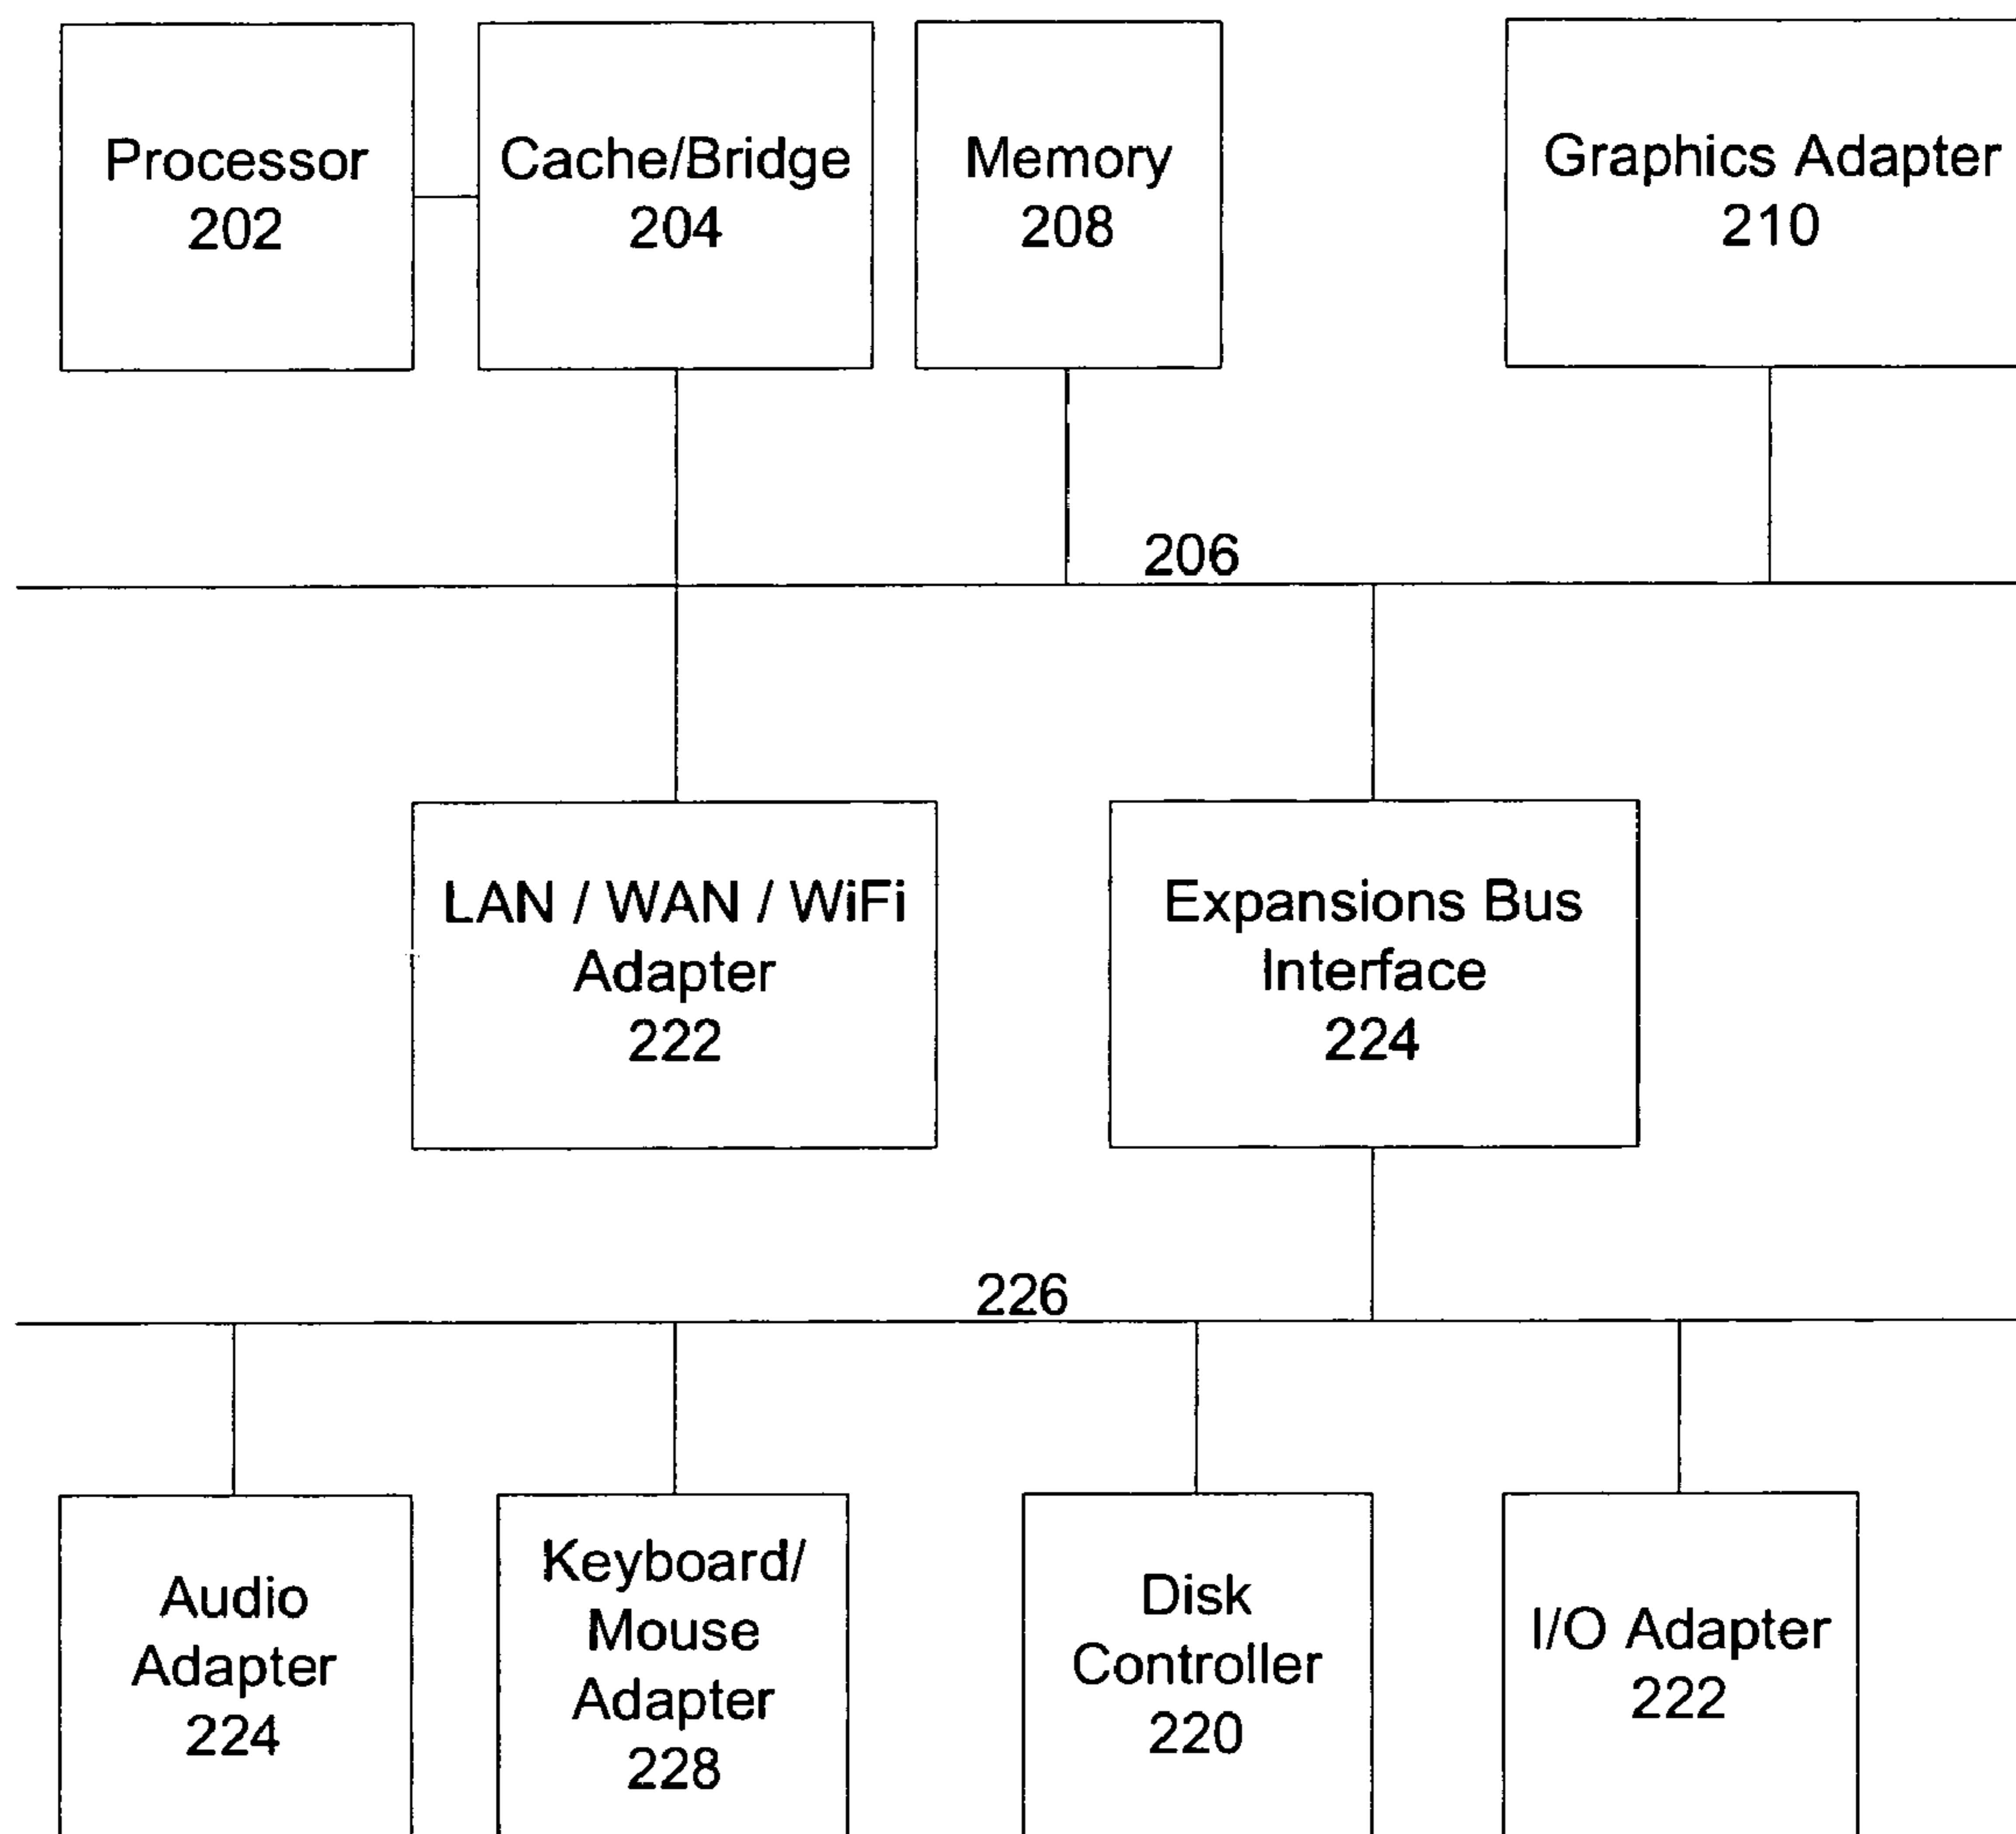 Processor
202
Cache/Bridge
204
Memory
208
Graphics Adapter
210
206
LAN / WAN / WiFi
Adapter
222
Expansions Bus
Interface
224
226
Audio
Adapter
224
Keyboard/
Mouse
Adapter
228
Disk
Controller
220
I/O Adapter
222